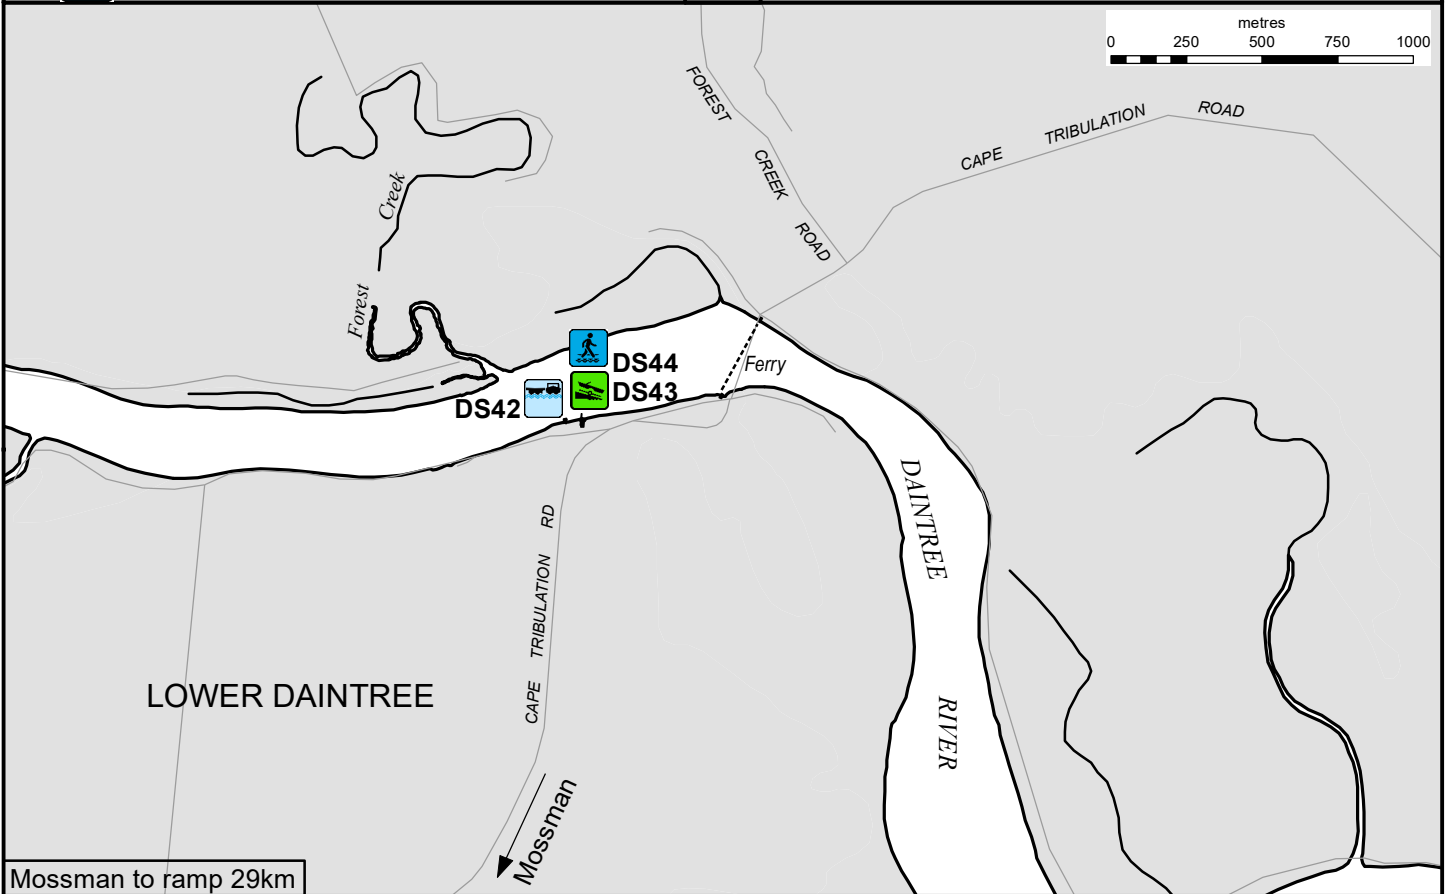 metres
0 250 500 750 1000
FOREST CREEK ROAD
CAPE TRIBULATION ROAD
Forest Creek
DS44
Ferry
DS43
DS42
DAINTREE RIVER
CAPE TRIBULATION RD
LOWER DAINTREE
Mossman
Mossman to ramp 29km